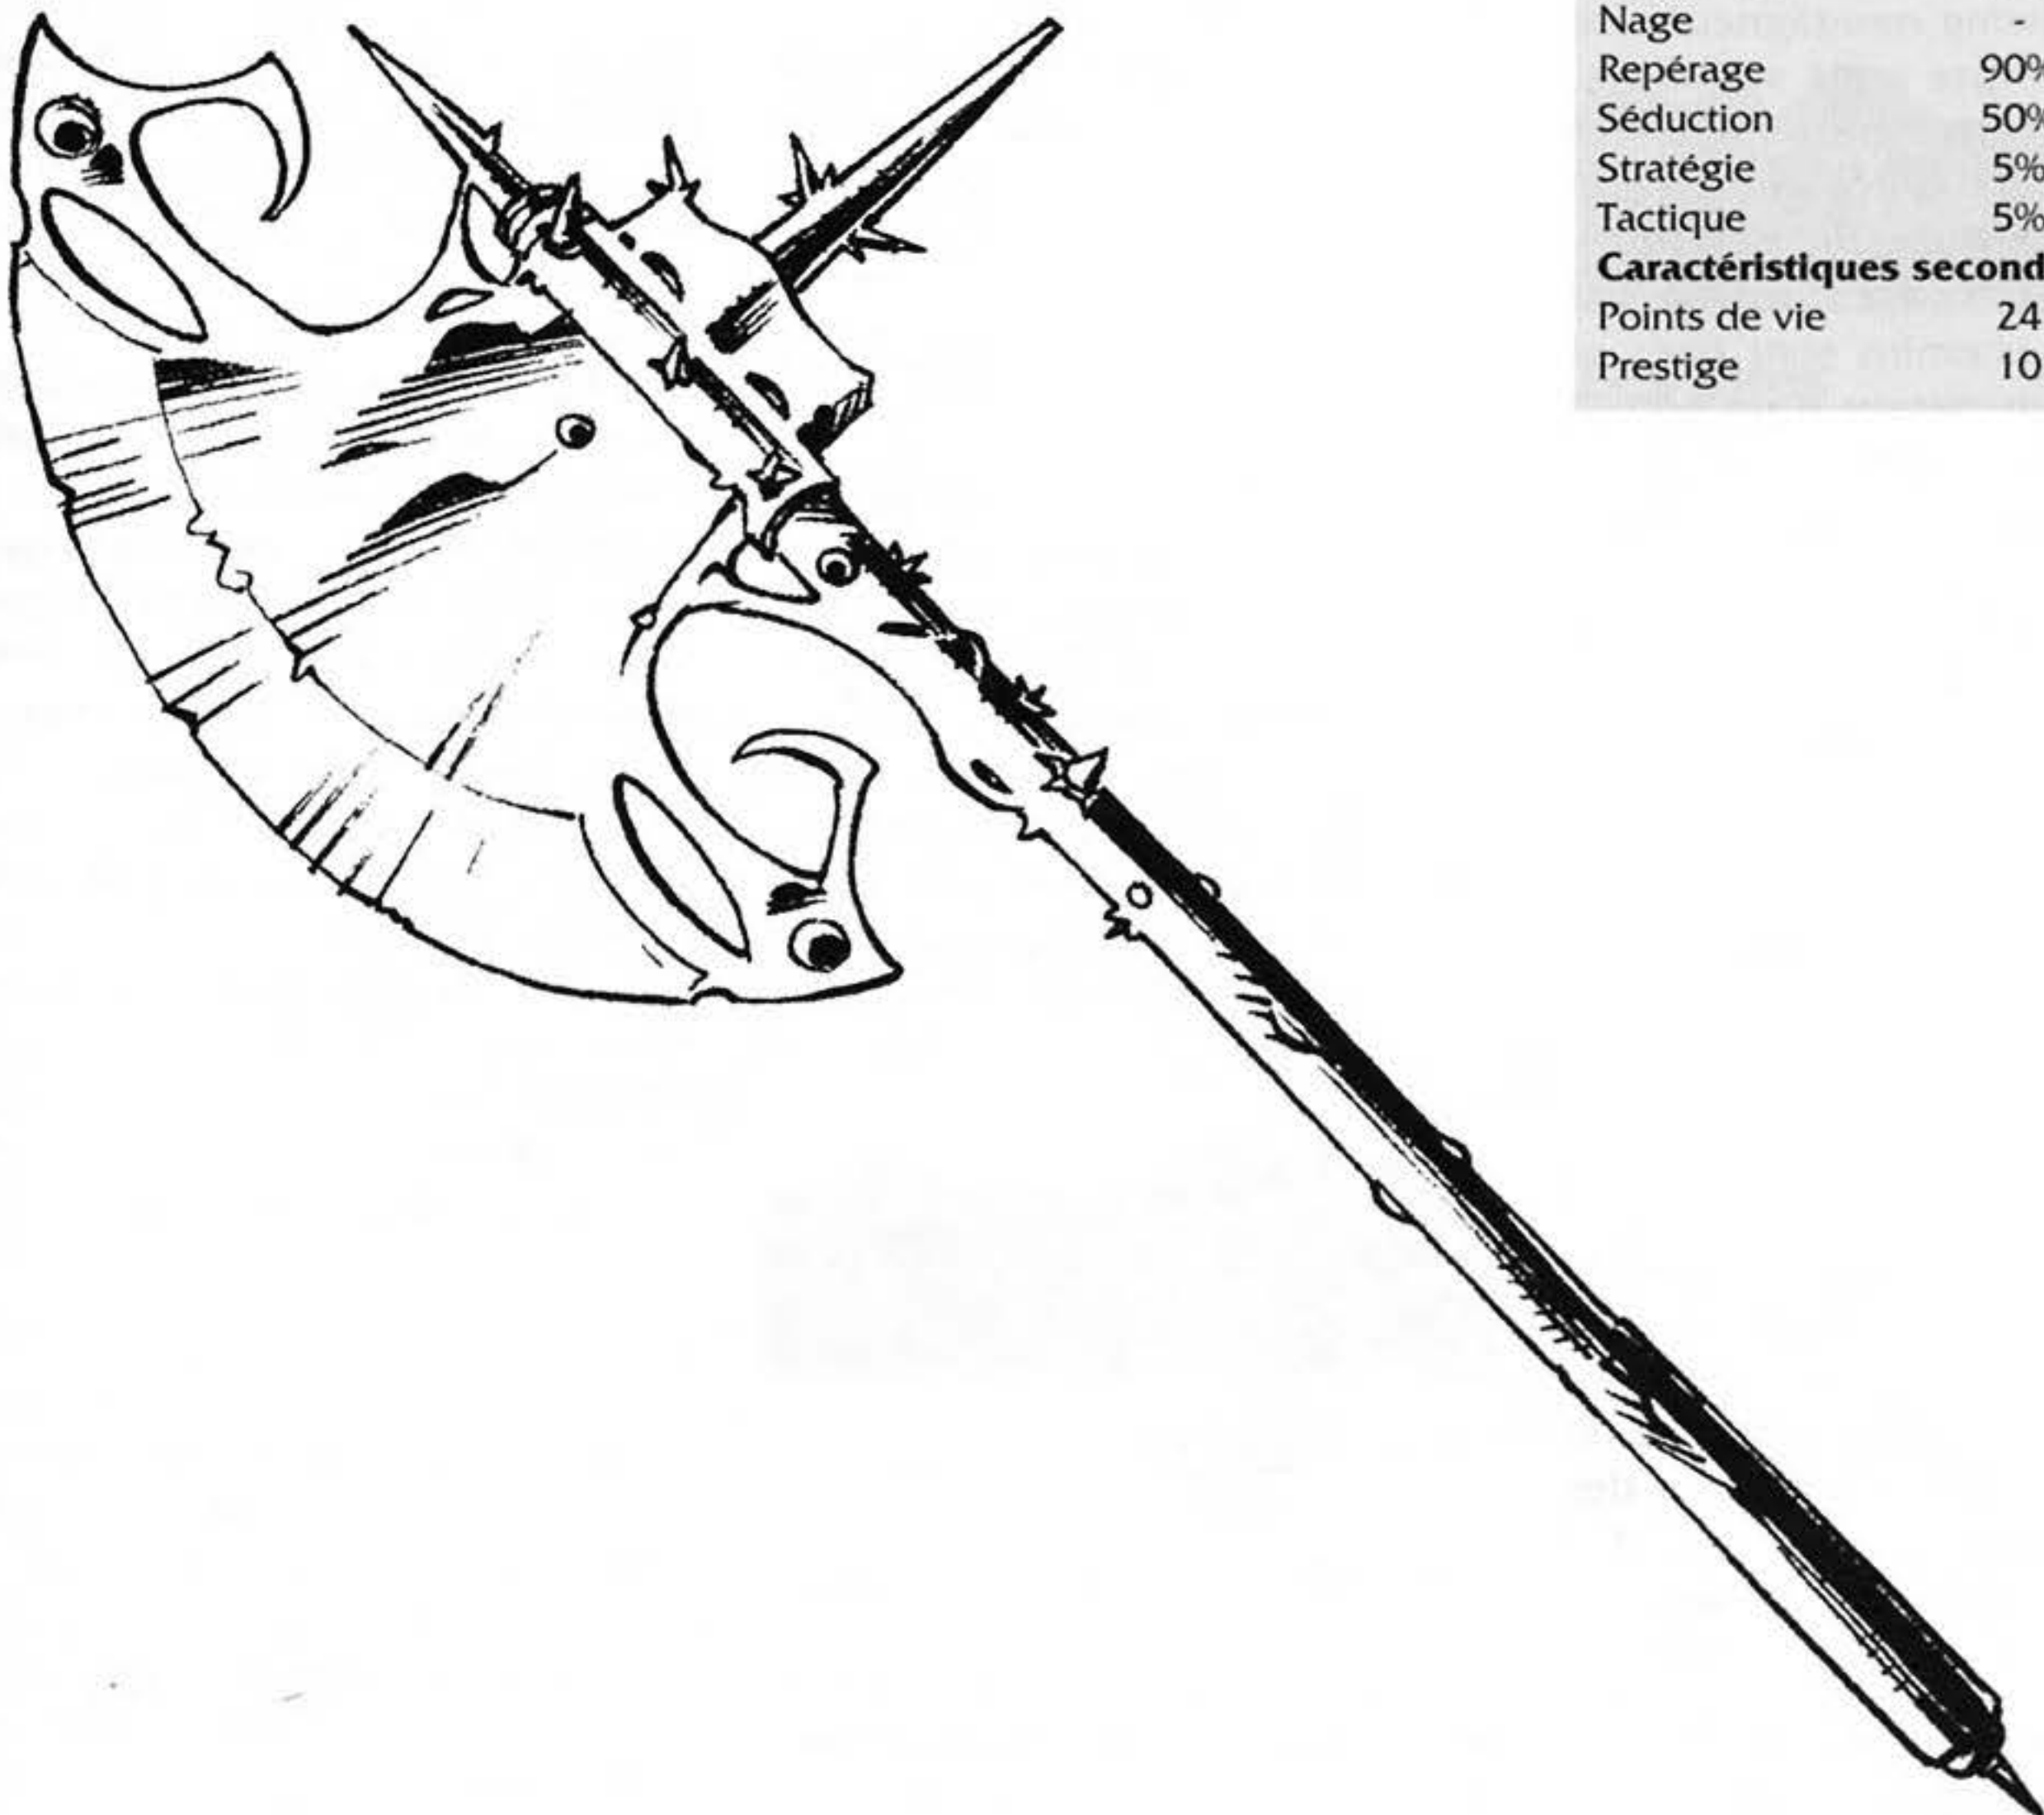 Nage -
Repérage 90%
Séduction 50%
Stratégie 5%
Tactique 5%
Caractéristiques second
Points de vie 24
Prestige 10